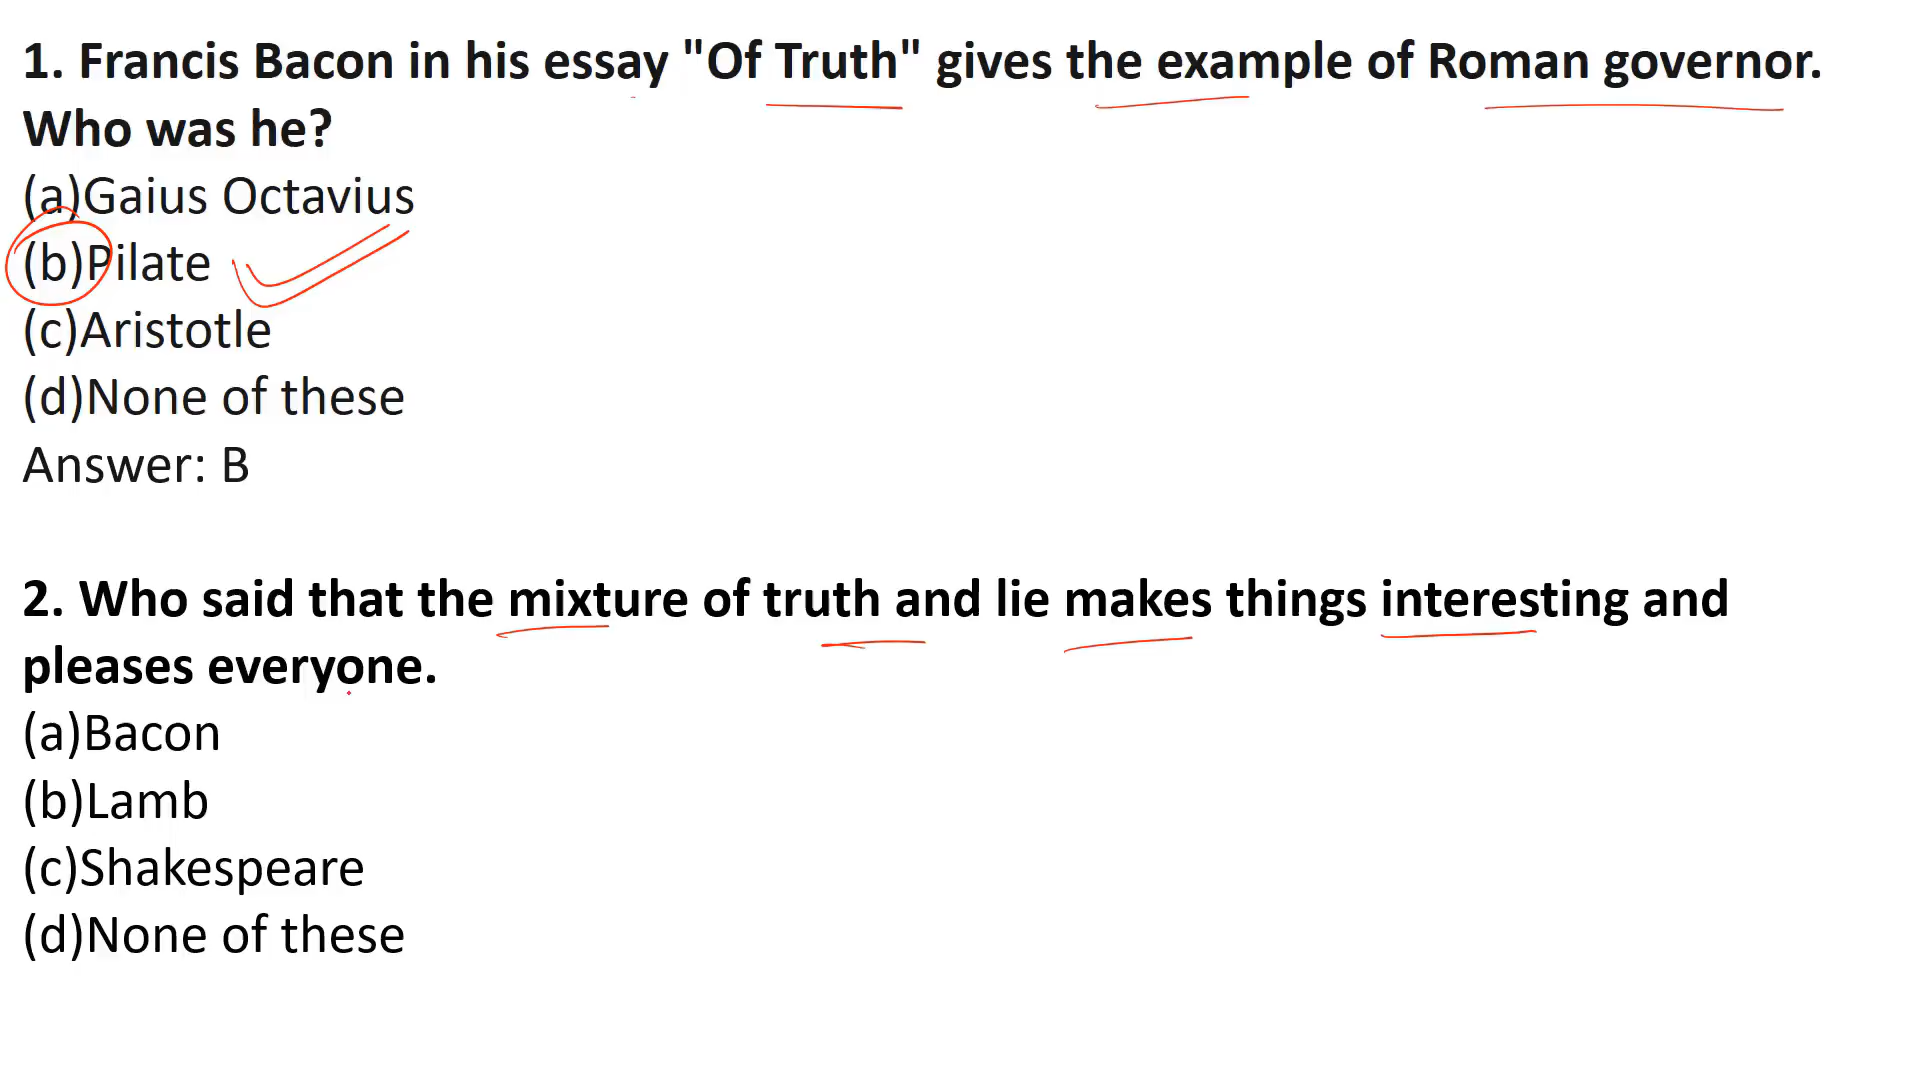 1. Francis Bacon in his essay "Of Truth" gives the example of Roman governor.
Who was he?
(a)Gaius Octavius
(b)Pilate
(c)Aristotle
(d)None of these
Answer: B
2. Who said that the mixture of truth and lie makes things interesting and
pleases everyone.
(a)Bacon
(b)Lamb
(c)Shakespeare
(d)None of these